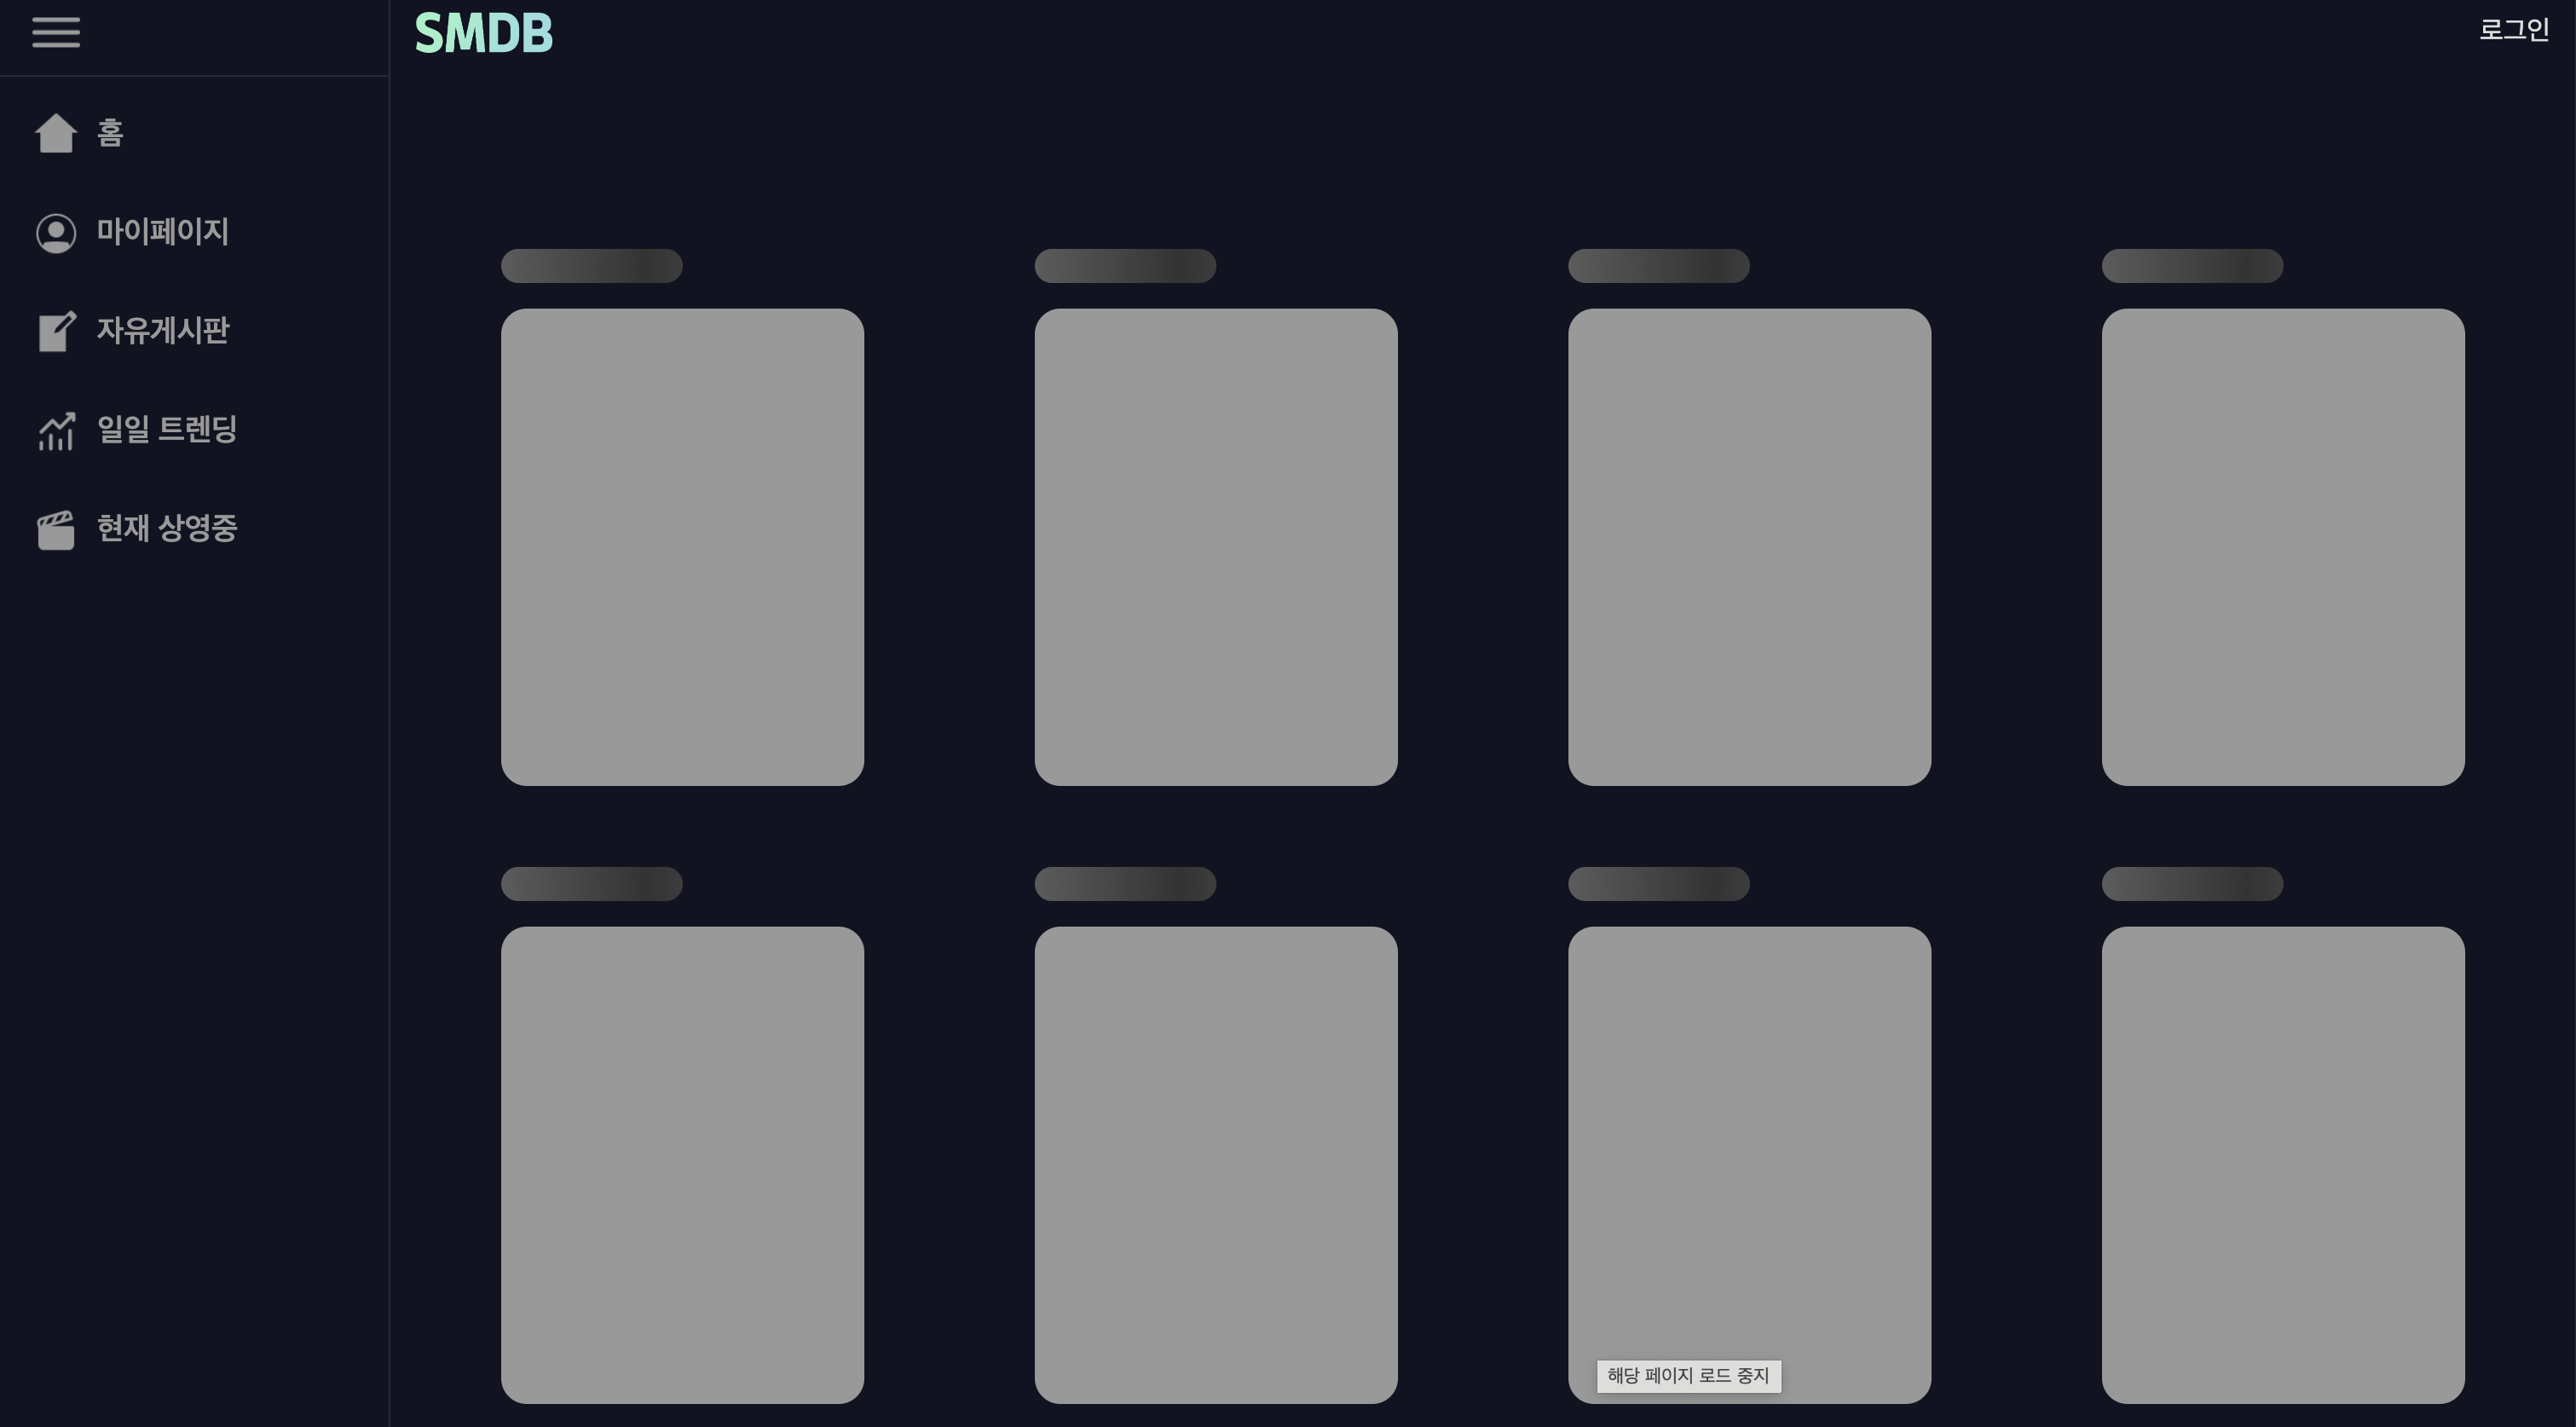 SMDB
로그인
홈
마이페이지
자유게시판
일일 트렌딩
현재 상영중
해당 페이지 로드 중지